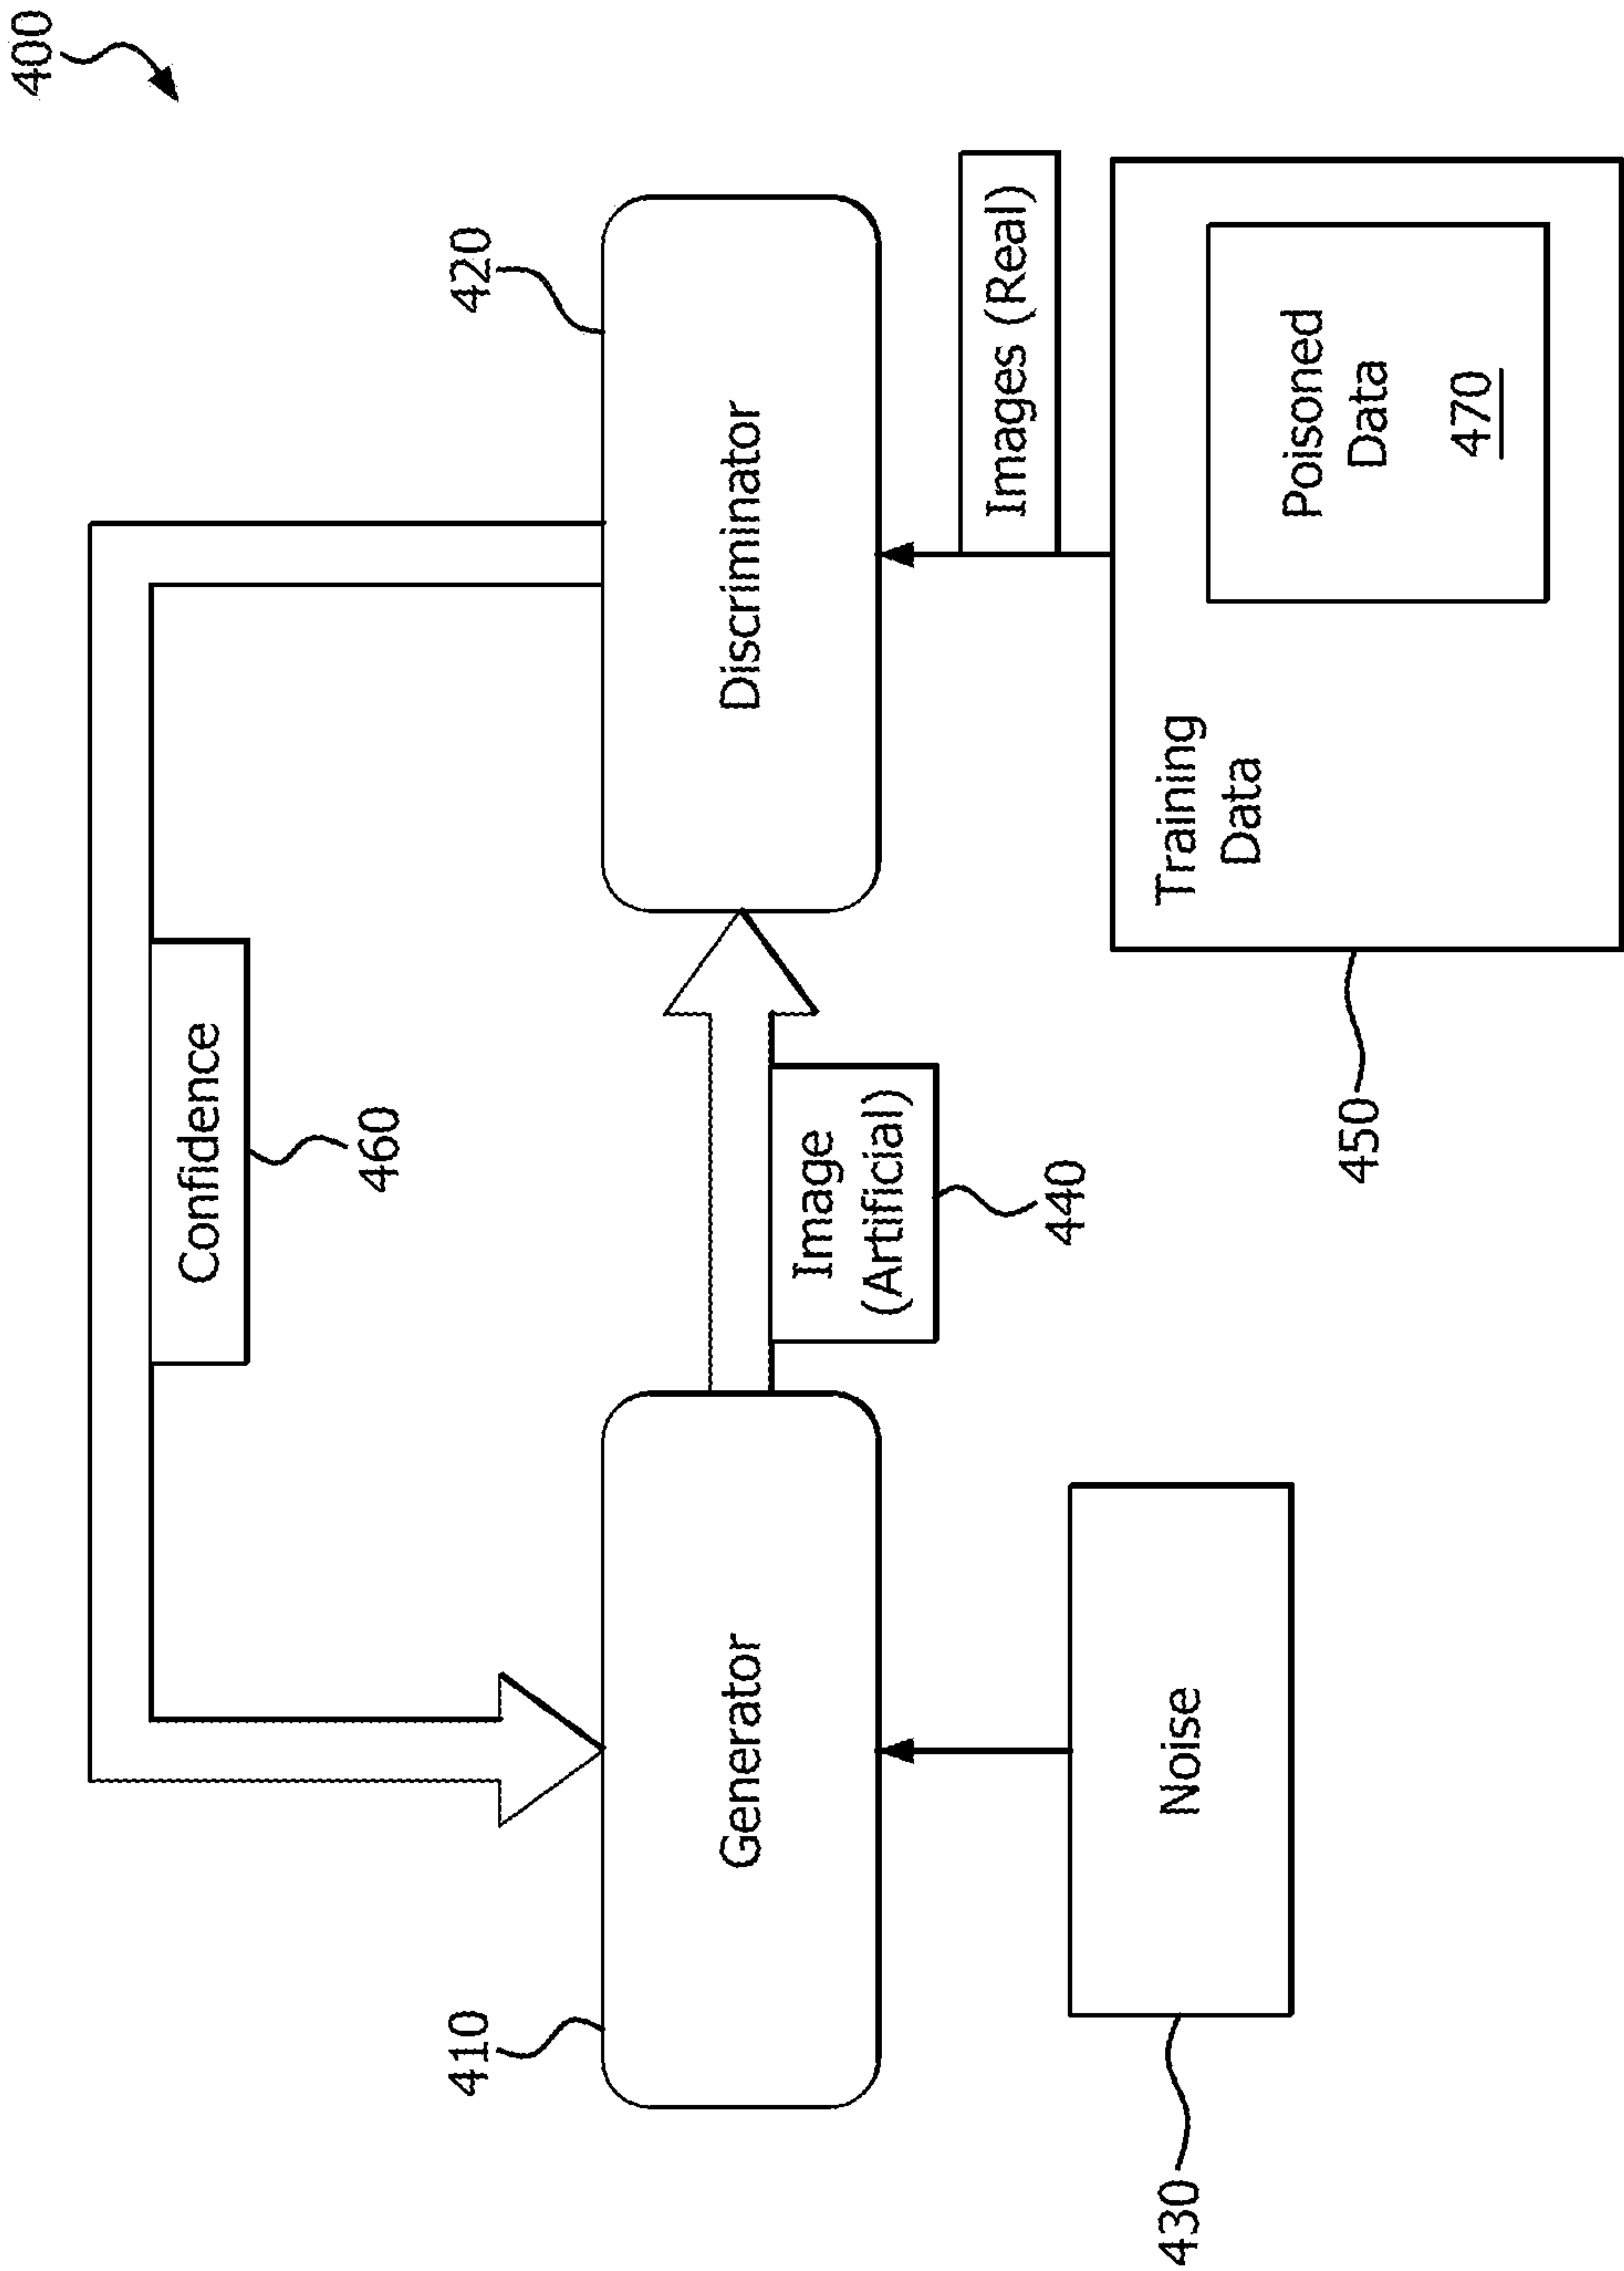 400
Confidence
460
410
420
Generator
Discriminator
Image
(Artificial)
440
Images (Real)
430
Noise
450
Training
Data
Poisoned
Data
470